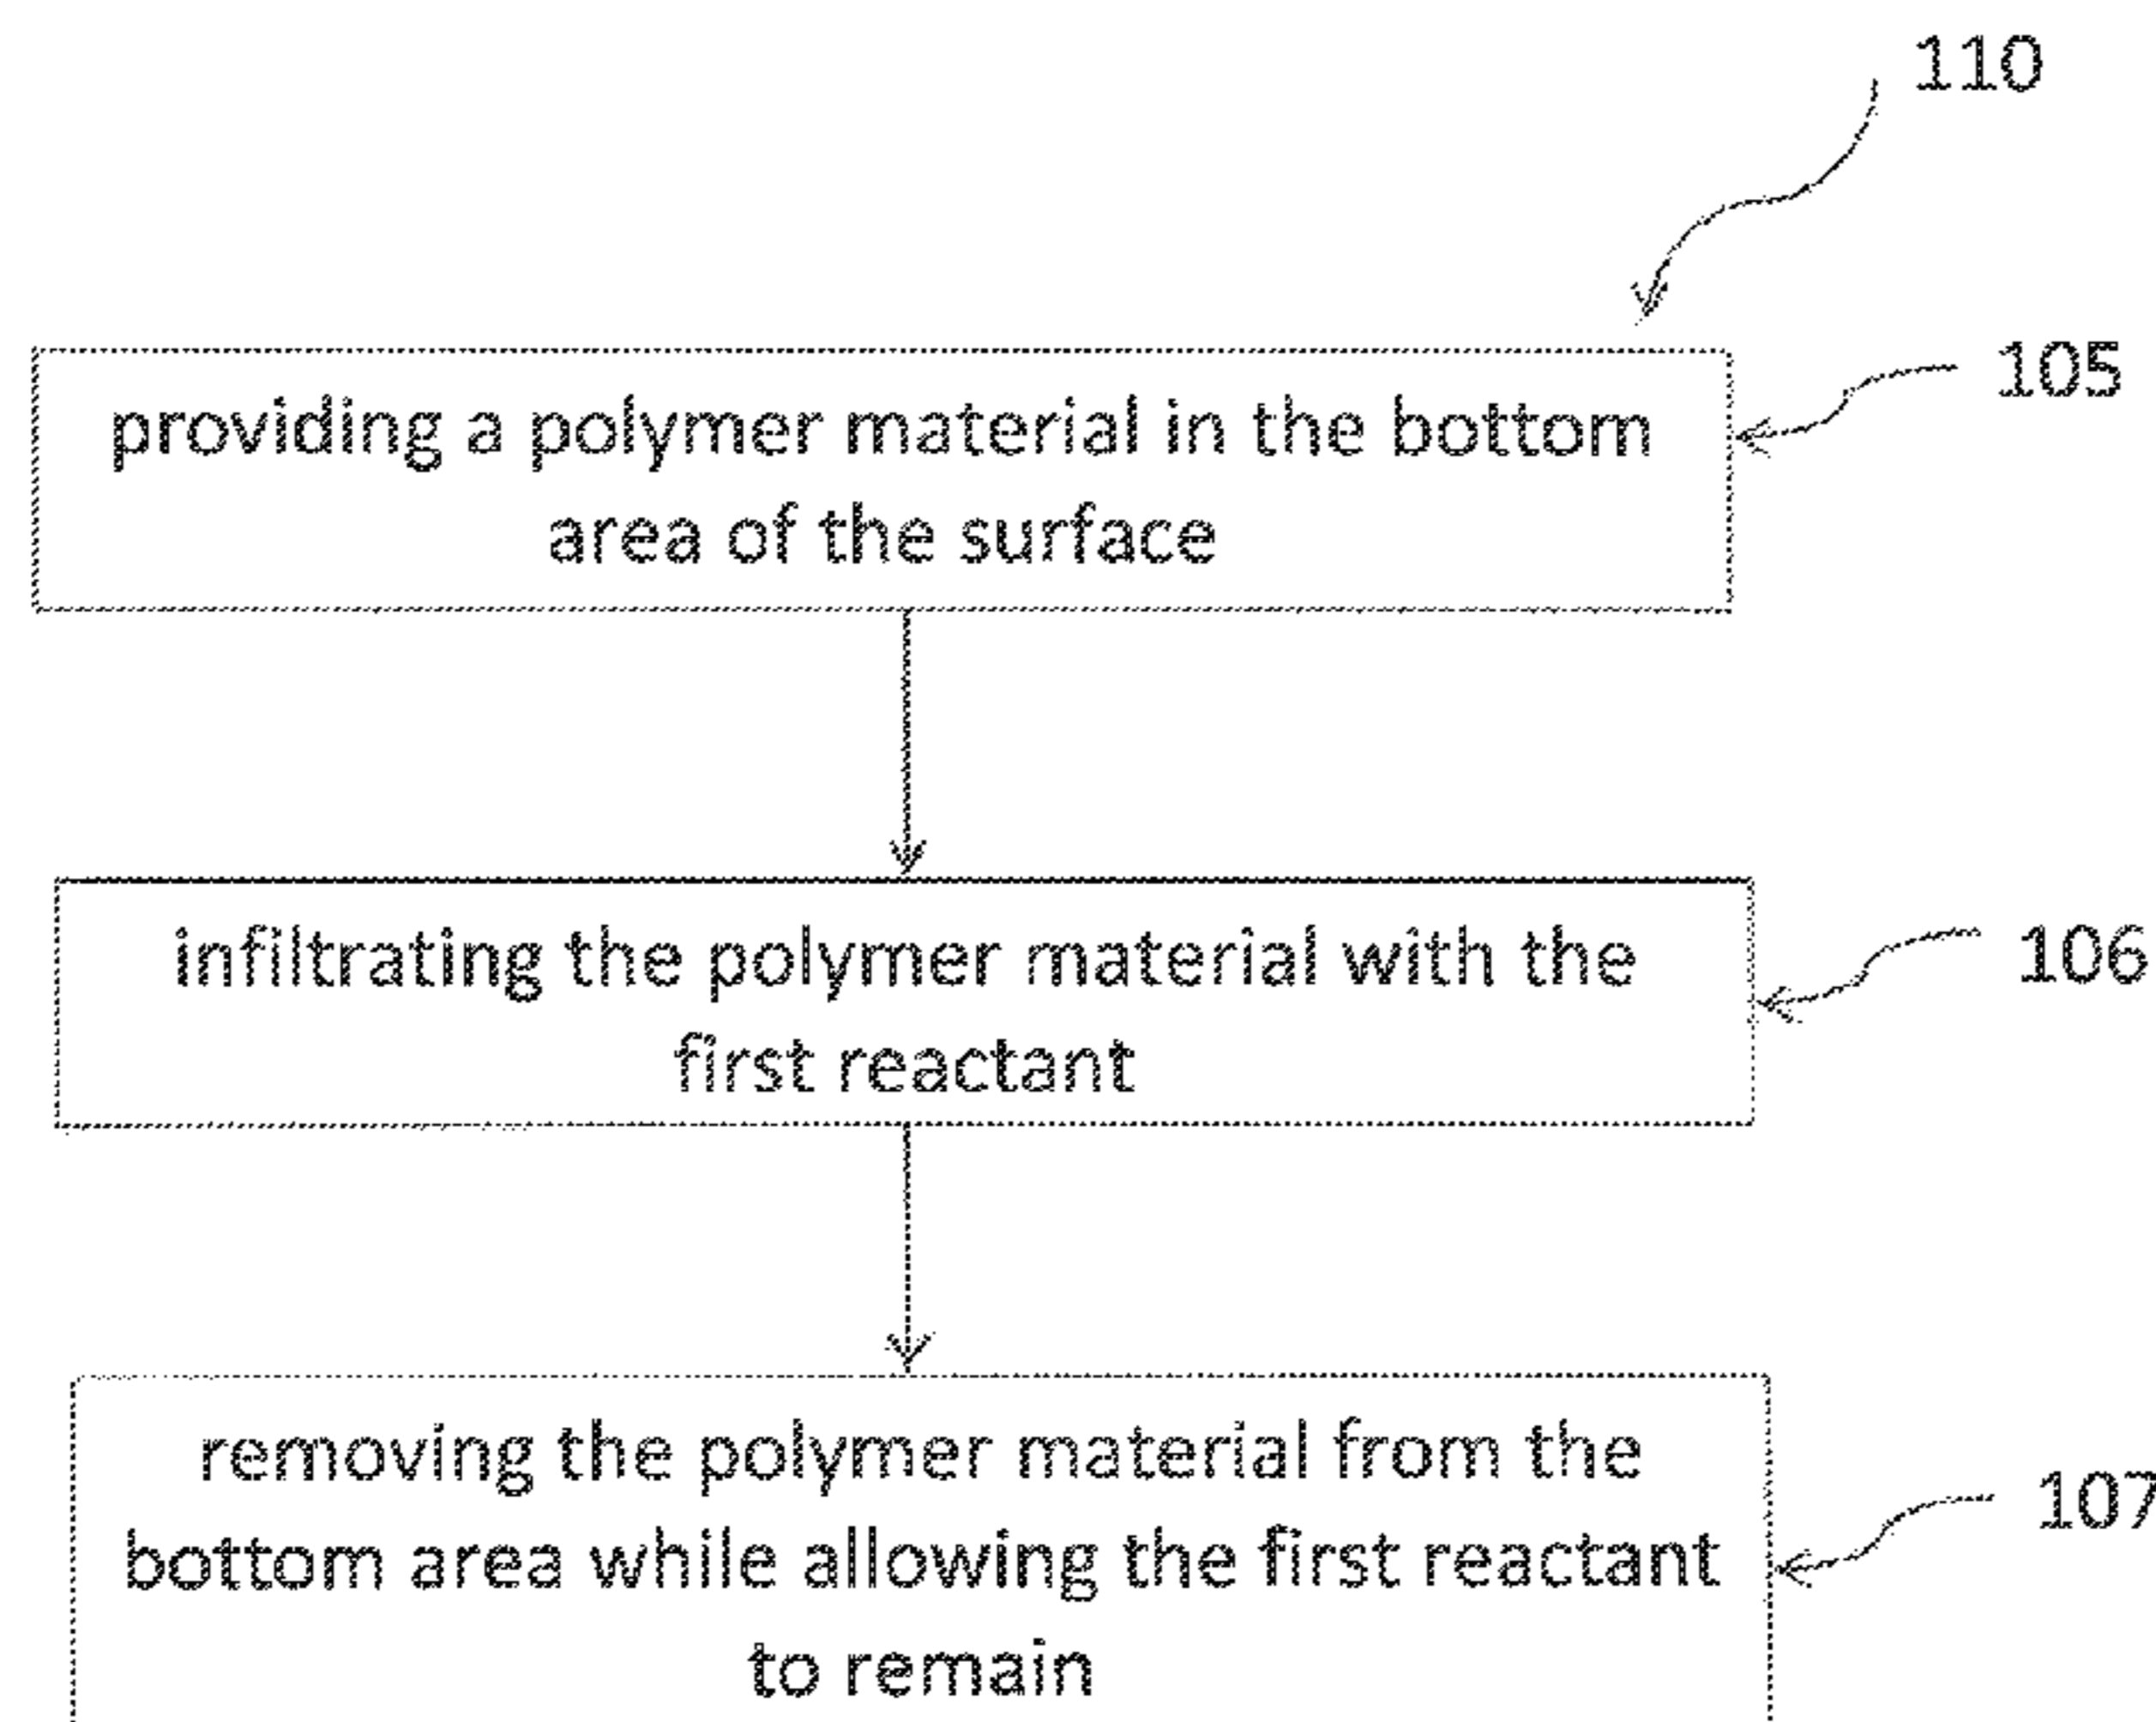 110
providing a polymer material in the bottom
area of the surface
105
infiltrating the polymer material with the
first reactant
106
removing the polymer material from the
bottom area while allowing the first reactant
to remain
107